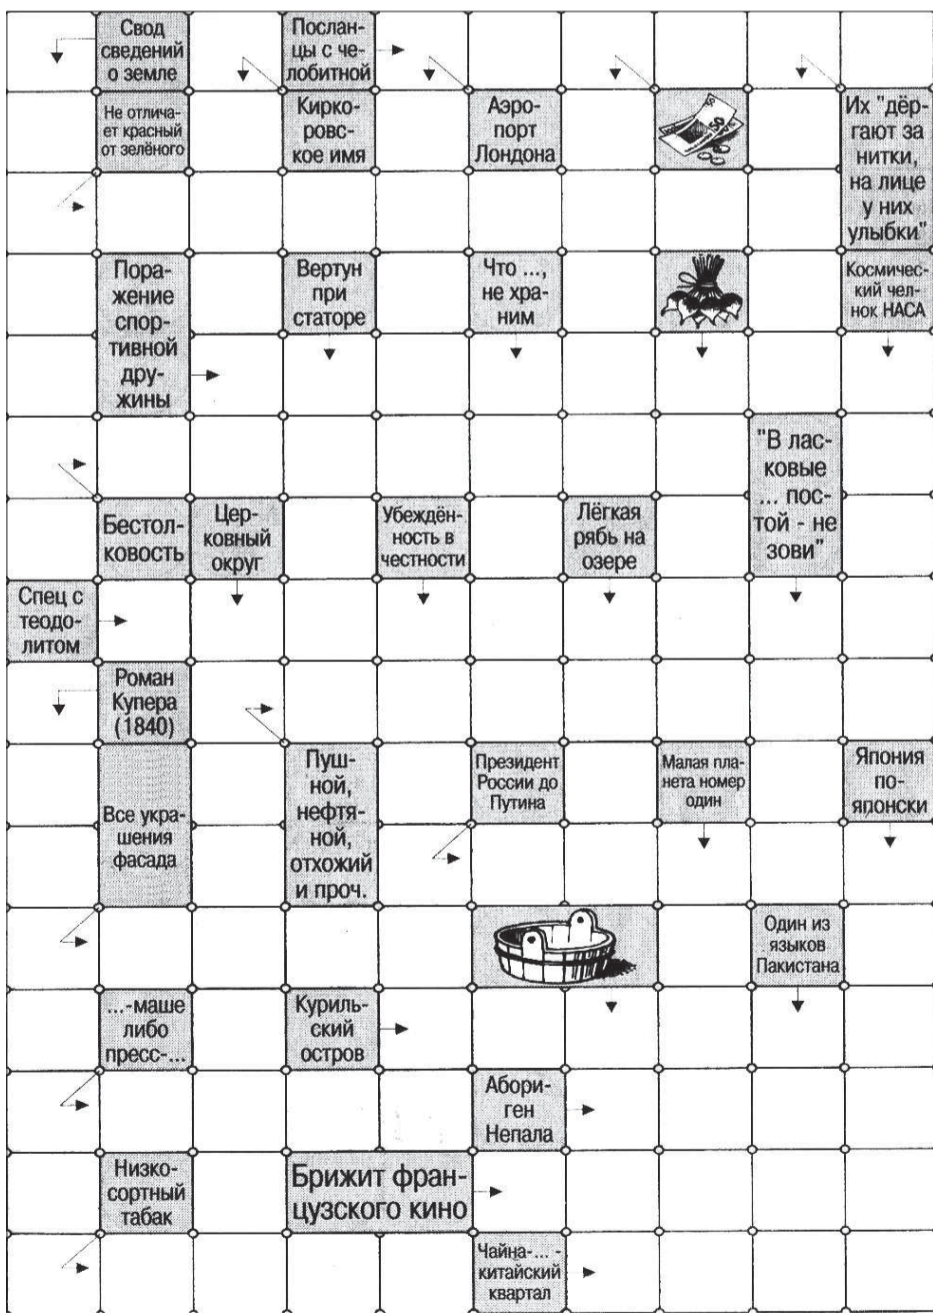 Свод
сведений
о земле
Послан-
цы с че-
лобитной
Не отлича-
ет красный
от зелёного
Кирко-
ровс-
кое имя
Аэро-
порт
Лондона
50
Их "дёр-
гают за
нитки,
на лице
у них
улыбки"
Пора-
жение
спор-
тивной
дру-
жины
Вертун
при
статоре
Что ...,
не хра-
ним
Космичес-
кий чел-
нок НАСА
"В лас-
ковые
... пос-
той - не
зови"
Бестол-
ковость
Цер-
ковный
округ
Убеждён-
ность в
честности
Лёгкая
рябь на
озере
Спец с
теодо-
литом
Роман
Купера
(1840)
Все укра-
шения
фасада
Пуш-
ной,
нефтя-
ной,
отхожий
и проч.
Президент
России до
Путина
Малая пла-
нета номер
один
Япония
по-
японски
Один из
языков
Пакистана
...-маше
либо
пресс-...
Куриль-
ский
остров
Абори-
ген
Непала
Низко-
сортный
табак
Брижит фран-
цузского кино
Чайна-... -
китайский
квартал